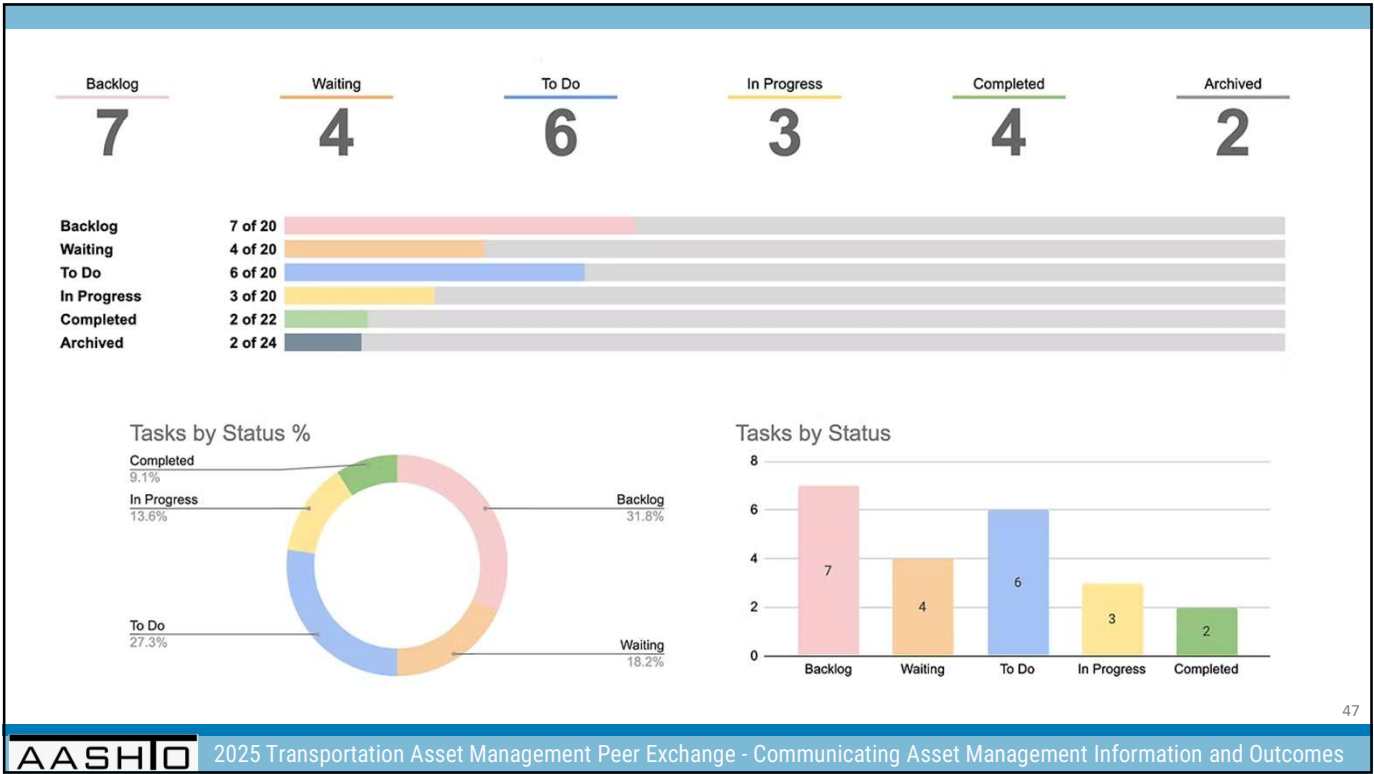 Backlog Waiting To Do In Progress Completed Archived
7 4 6 3 4 2
Backlog 7 of 20
Waiting 4 of 20
To Do 6 of 20
In Progress 3 of 20
Completed 2 of 22
Archived 2 of 24
Tasks by Status %
Completed
9.1%
In Progress
13.6%
Backlog
31.8%
To Do
27.3%
Waiting
18.2%
Tasks by Status
8
6
4
2
0
7 4 6 3 2
Backlog Waiting To Do In Progress Completed
47
AASHTO 2025 Transportation Asset Management Peer Exchange - Communicating Asset Management Information and Outcomes